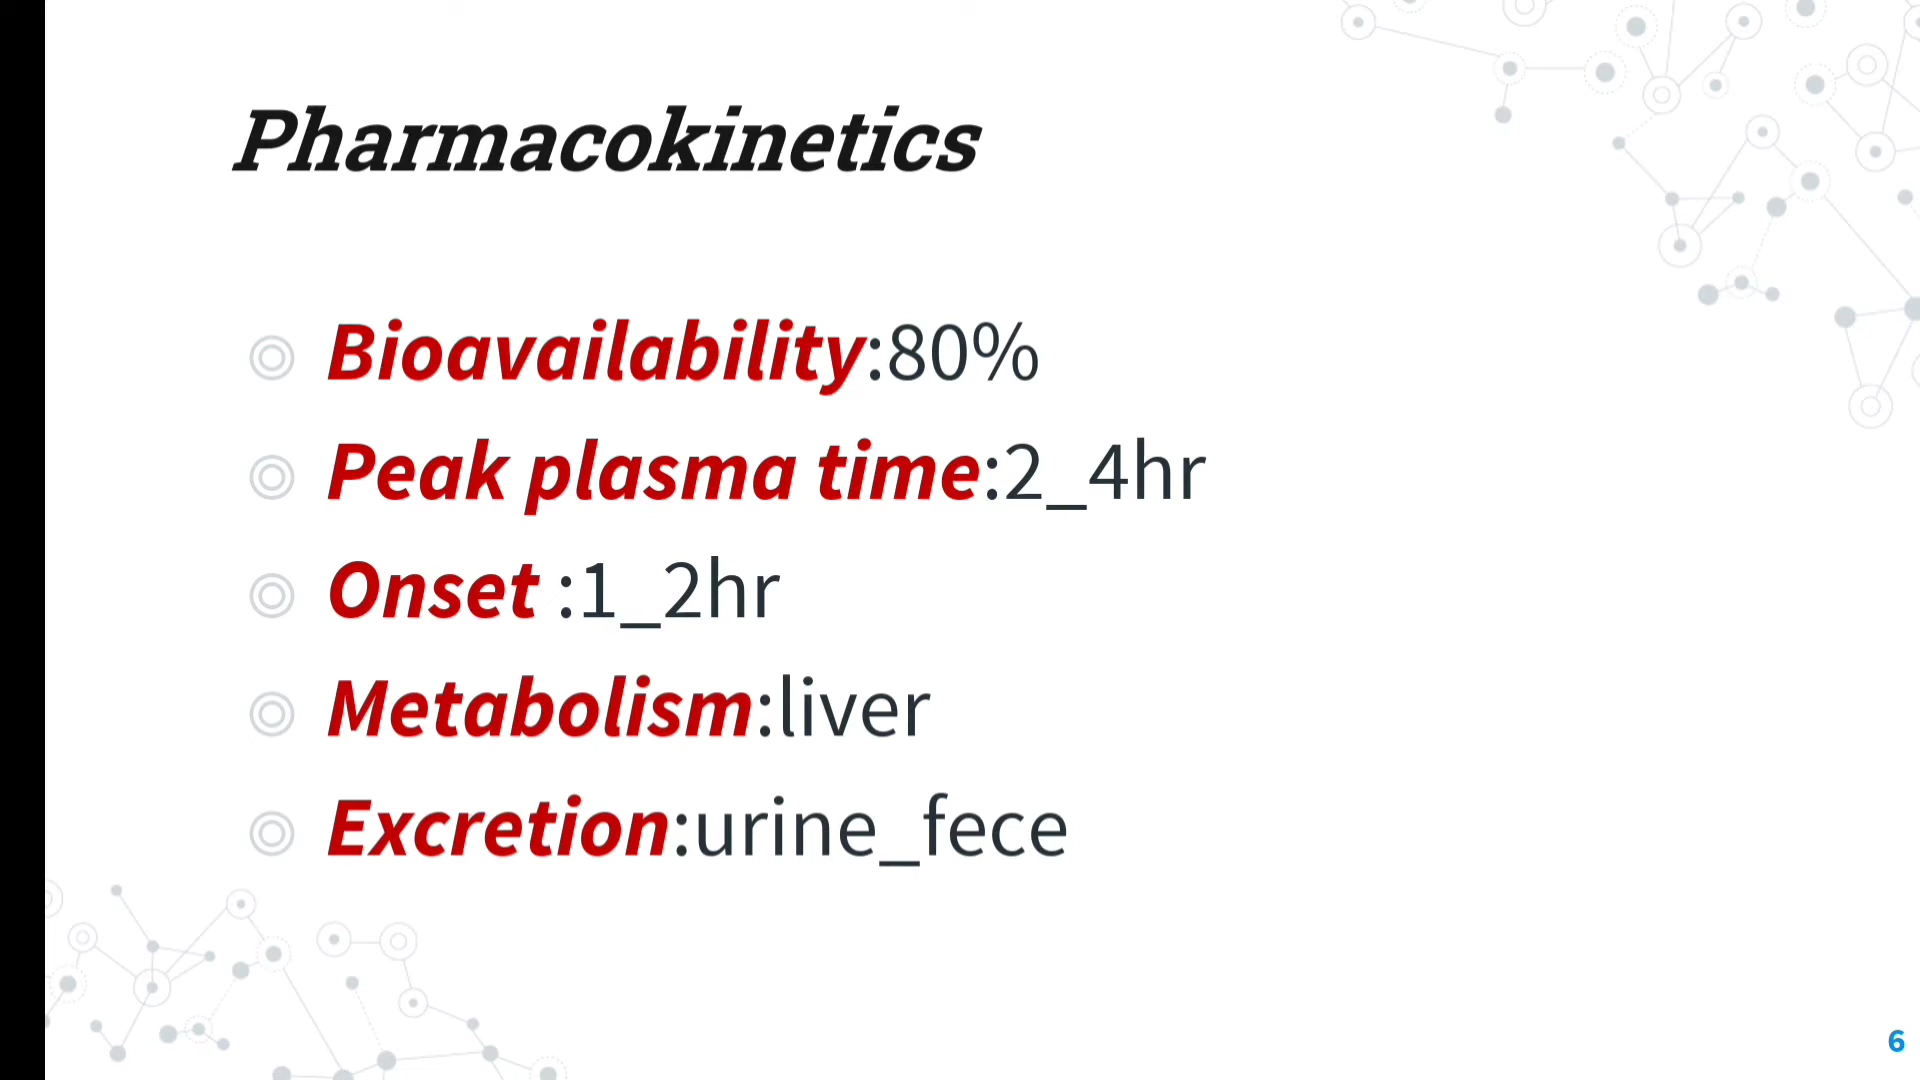 Pharmacokinetics
Bioavailability:80%
Peak plasma time:2_4hr
Onset :1_2hr
Metabolism:liver
Excretion:urine_fece
6